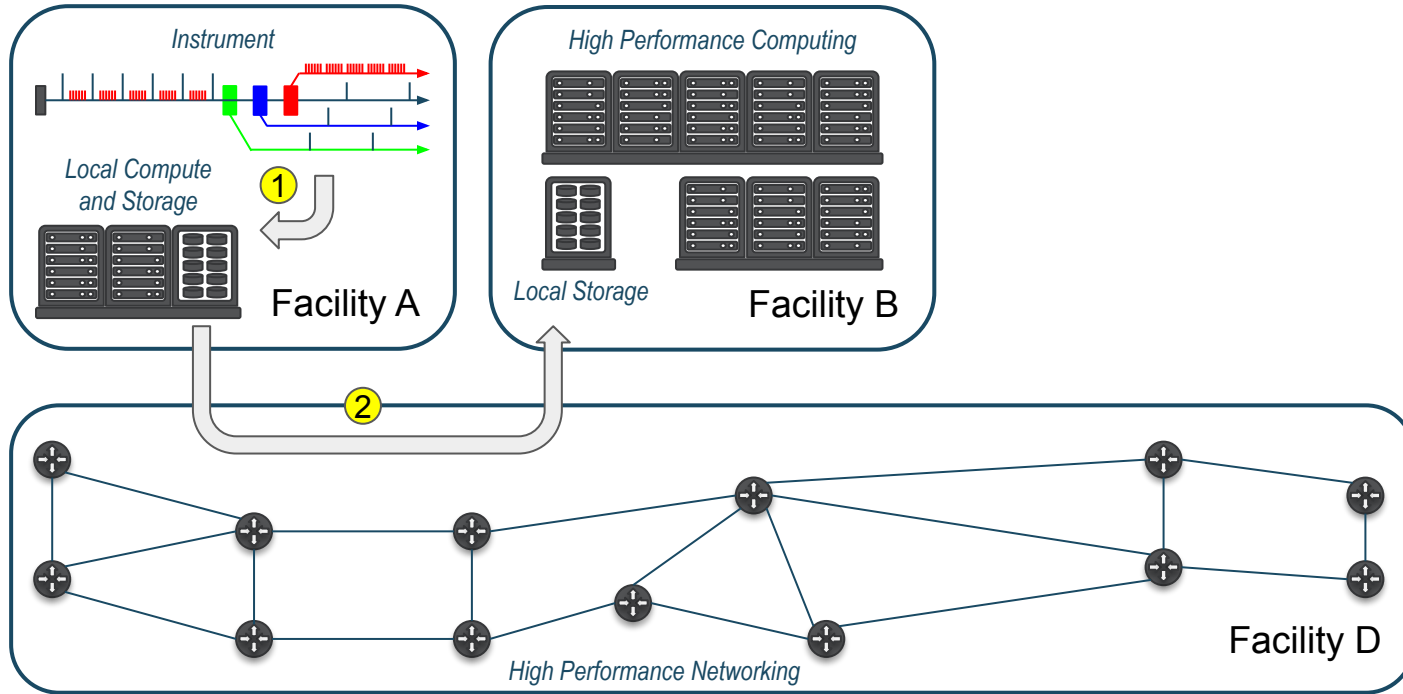 Instrument
High Performance Computing
Local Compute
and Storage
1
Facility A
Local Storage
Facility B
2
Facility D
High Performance Networking